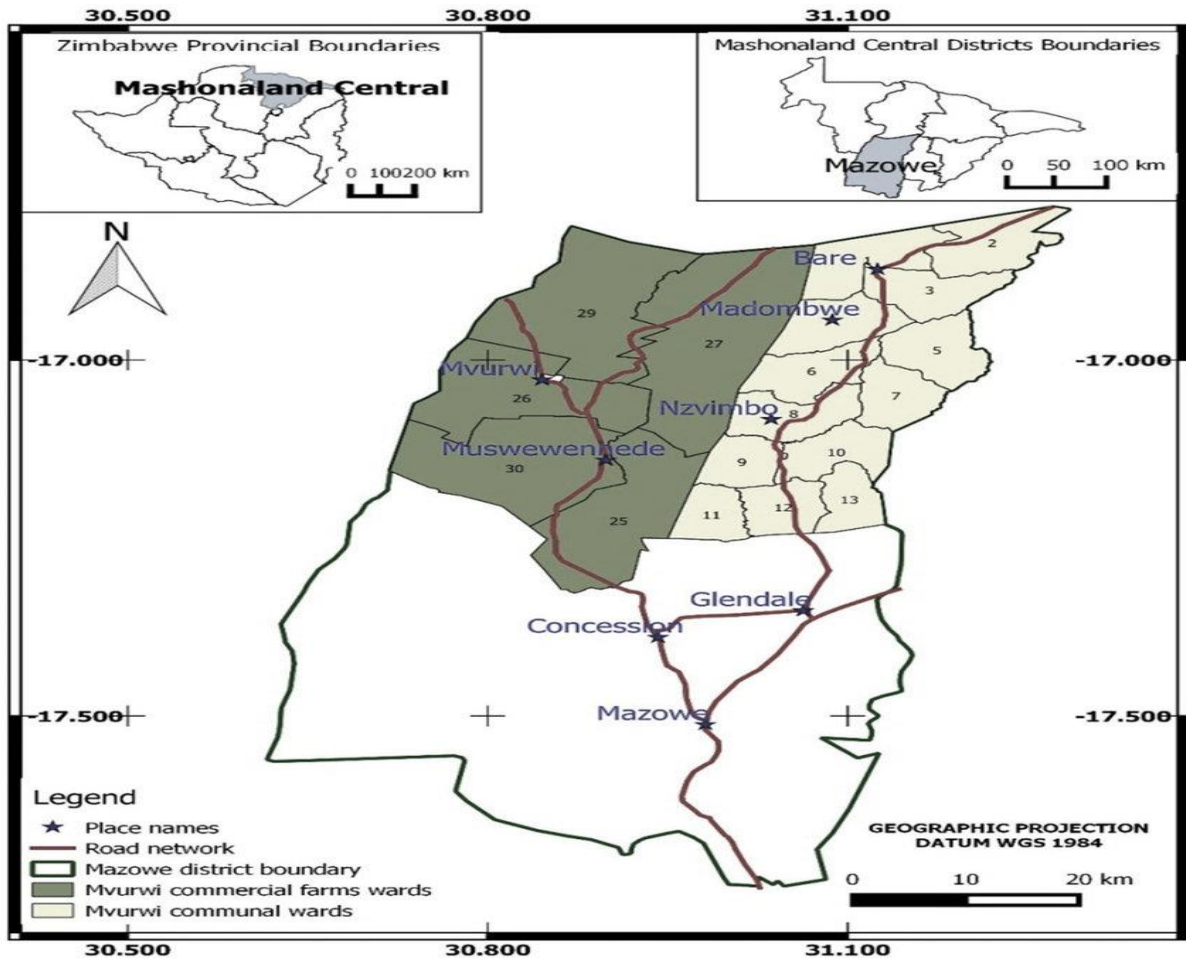 30.500 30.800 31.100
Zimbabwe Provincial Boundaries
Mashonaland Central
0 100200 km
Mashonaland Central Districts Boundaries
Mazowe
0 50 100 km
N
Bare 1
2
3
29
Madombwe
27
5
-17.000 -17.000
6
Mvurwi
7
26
Nzvimbo 8
Muswewenhede
30
9
10
13
12
11
25
Glendale
Concession
Mazowe
-17.500 -17.500
Legend
Place names
Road network
Mazowe district boundary
Mvurwi commercial farms wards
Mvurwi communal wards
GEOGRAPHIC PROJECTION
DATUM WGS 1984
0 10 20 km
30.500 30.800 31.100